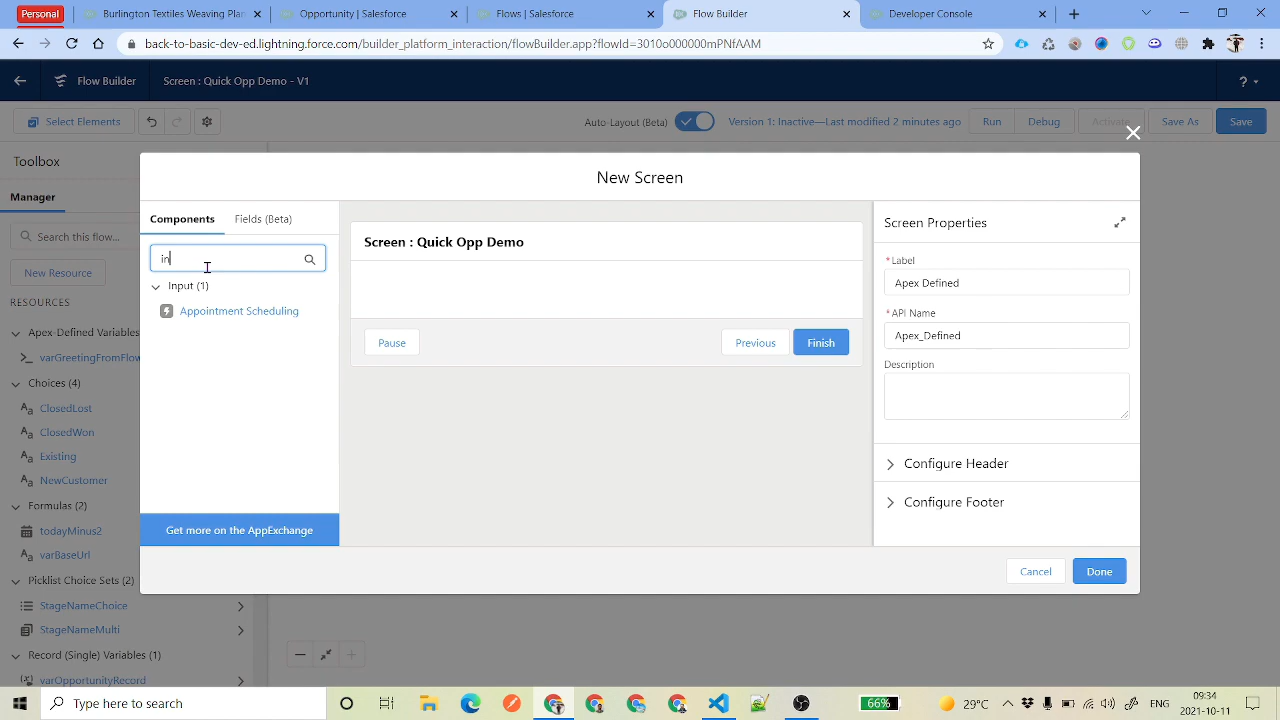 Personal
Burlington Textiles Weaving Plan
Opportunity | Salesforce
Flows | Salesforce
Flow Builder
Developer Console
back-to-basic-dev-ed.lightning.force.com/builder_platform_interaction/flowBuilder.app?flowId=3010o000000mPNfAAM
Flow Builder
Screen : Quick Opp Demo - V1
?
Select Elements
Auto-Layout (Beta)
Version 1: Inactive—Last modified 2 minutes ago
Run
Debug
Activate
Save As
Save
Toolbox
Manager
Search this flow...
New Resource
RESOURCES
Apex-Defined Variables
varGreetingFromFlow
Choices (4)
ClosedLost
ClosedWon
Existing
NewCustomer
Formulas (2)
todayMinus2
varBaseUrl
Picklist Choice Sets (2)
StageNameChoice
StageNameMulti
Record (Single) Variables (1)
varOpportunityRecord
New Screen
Components
Fields (Beta)
in
Input (1)
Appointment Scheduling
Get more on the AppExchange
Screen : Quick Opp Demo
Pause
Previous
Finish
Screen Properties
*Label
Apex Defined
*API Name
Apex_Defined
Description
Configure Header
Configure Footer
Cancel
Done
Type here to search
66%
29°C
09:34
2021-10-11